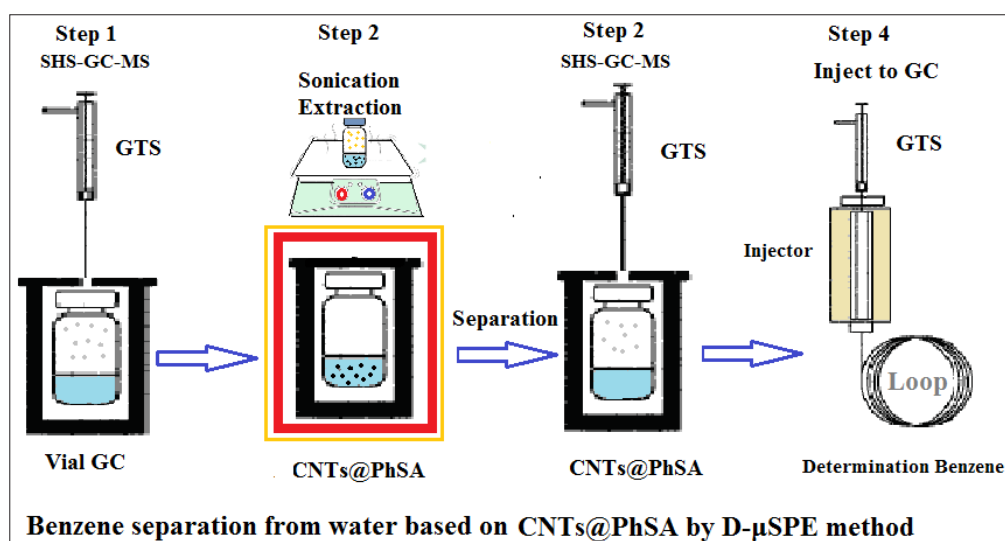 Step 1
SHS-GC-MS
GTS
Vial GC
Step 2
Sonication
Extraction
CNTs@PhSA
Separation
Step 2
SHS-GC-MS
GTS
CNTs@PhSA
Step 4
Inject to GC
GTS
Injector
Loop
Determination Benzene
Benzene separation from water based on CNTs@PhSA by D-μSPE method